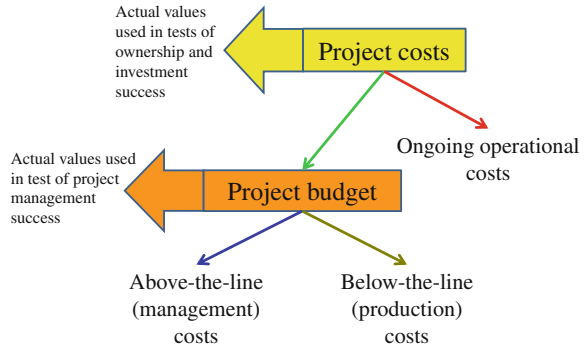 Actual values
used in tests of
ownership and
investment
success
Project costs
Ongoing operational
costs
Actual values used
in test of project
management
success
Project budget
Above-the-line
(management)
costs
Below-the-line
(production)
costs